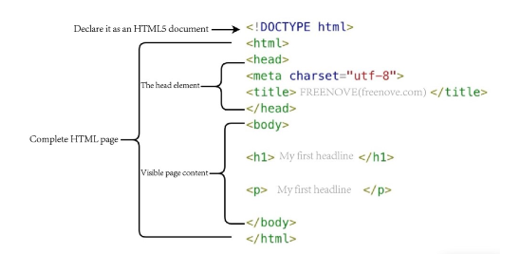 Declare it as an HTML5 document <!DOCTYPE html>
<html>
<head>
The head element <meta charset="utf-8">
<title> FREENOVE(freenove.com) </title>
</head>
<body>
Complete HTML page
<h1> My first headline </h1>
Visible page content
<p> My first headline </p>
</body>
</html>